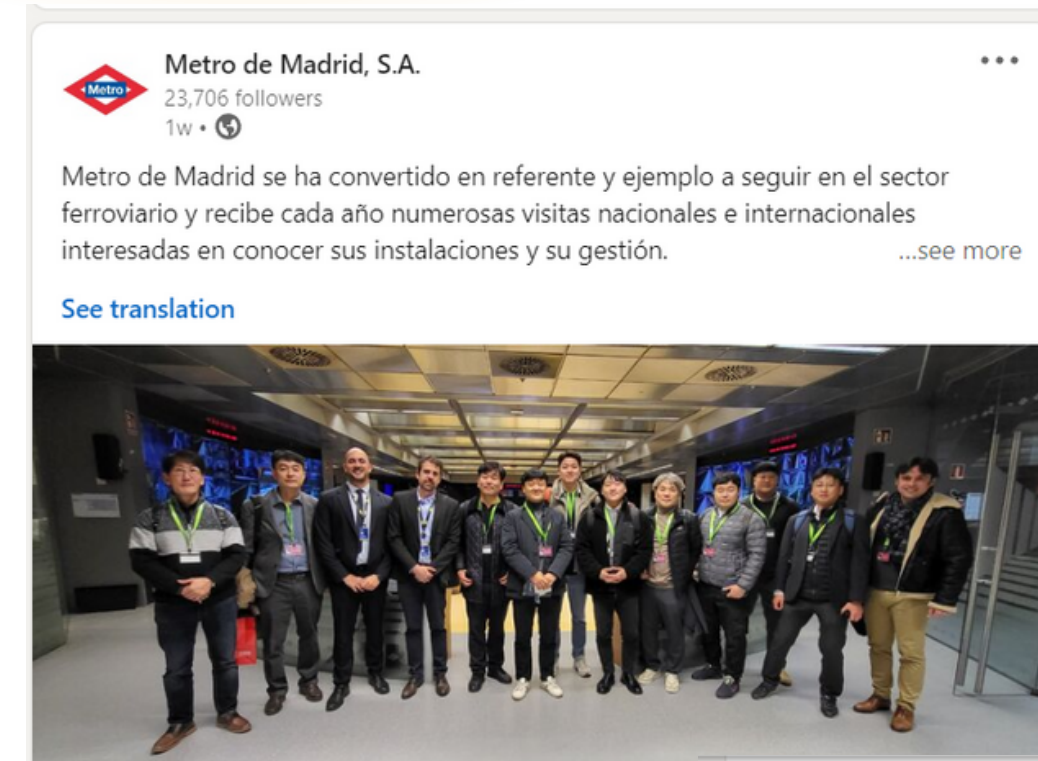 Metro de Madrid, S.A.
Metro
23,706 followers
1w •
Metro de Madrid se ha convertido en referente y ejemplo a seguir en el sector
ferroviario y recibe cada año numerosas visitas nacionales e internacionales
interesadas en conocer sus instalaciones y su gestión.
...see more
See translation